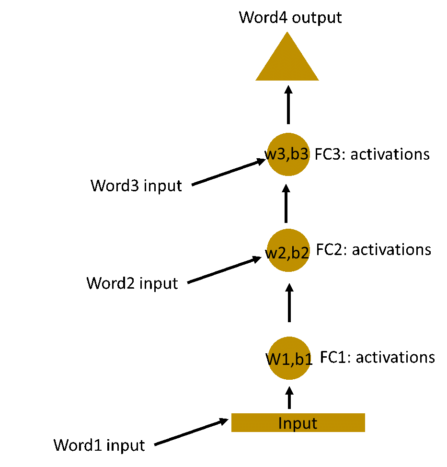 Word4 output
w3,b3 FC3: activations
Word3 input
w2,b2 FC2: activations
Word2 input
W1,b1 FC1: activations
Input
Word1 input